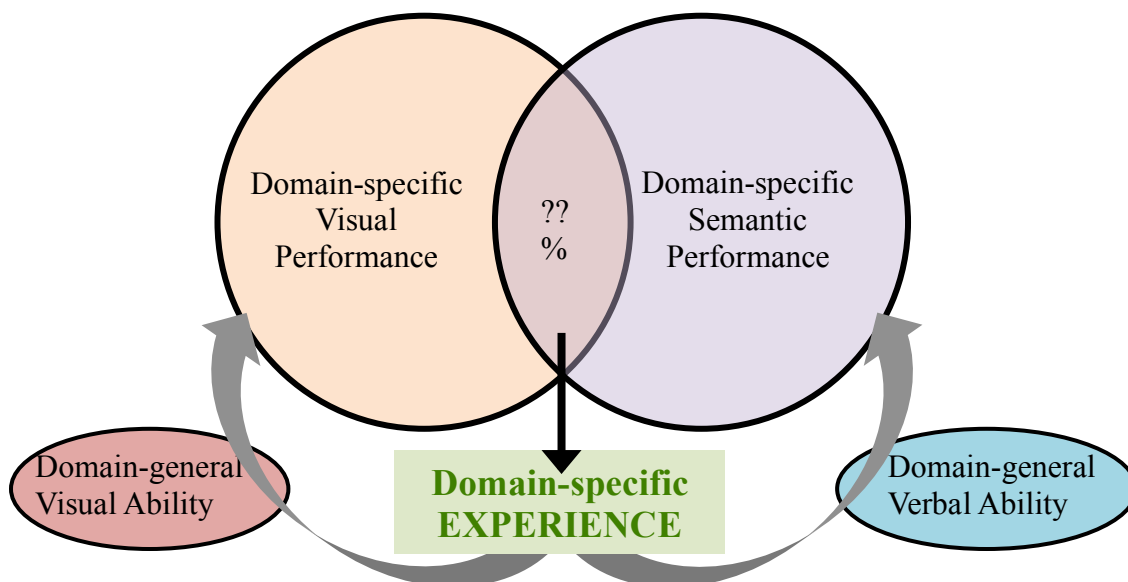 Domain-specific
Visual
Performance
??
%
Domain-specific
Semantic
Performance
Domain-general
Visual Ability
Domain-specific
EXPERIENCE
Domain-general
Verbal Ability